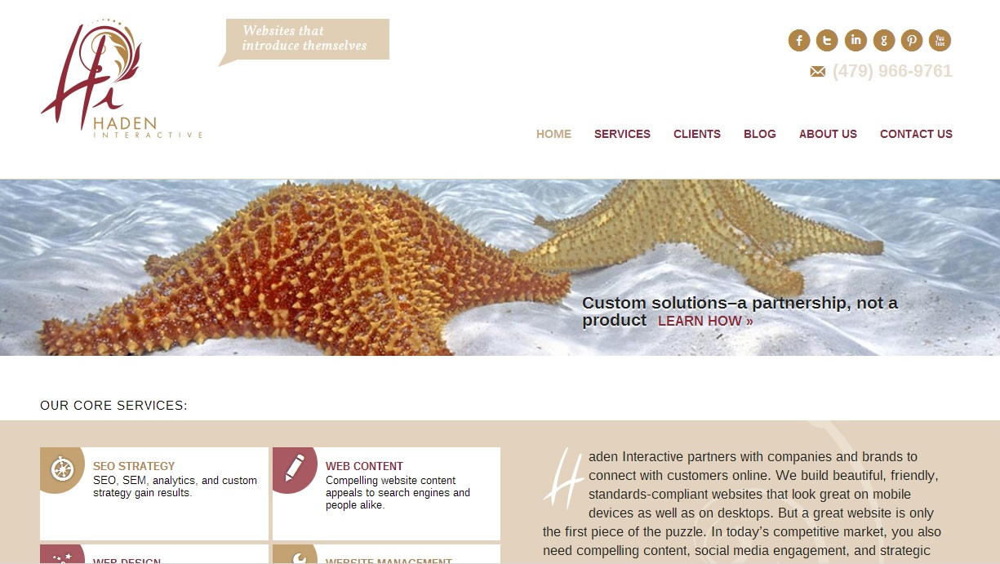 Hi
HADEN
INTERACTIVE
Websites that
introduce themselves
f t in g P You Tube
(479) 966-9761
HOME SERVICES CLIENTS BLOG ABOUT US CONTACT US
Custom solutions–a partnership, not a
product LEARN HOW »
OUR CORE SERVICES:
SEO STRATEGY
SEO, SEM, analytics, and custom
strategy gain results.
WEB CONTENT
Compelling website content
appeals to search engines and
people alike.
WEB DESIGN
WEBSITE MANAGEMENT
Haden Interactive partners with companies and brands to
connect with customers online. We build beautiful, friendly,
standards-compliant websites that look great on mobile
devices as well as on desktops. But a great website is only
the first piece of the puzzle. In today’s competitive market, you also
need compelling content, social media engagement, and strategic